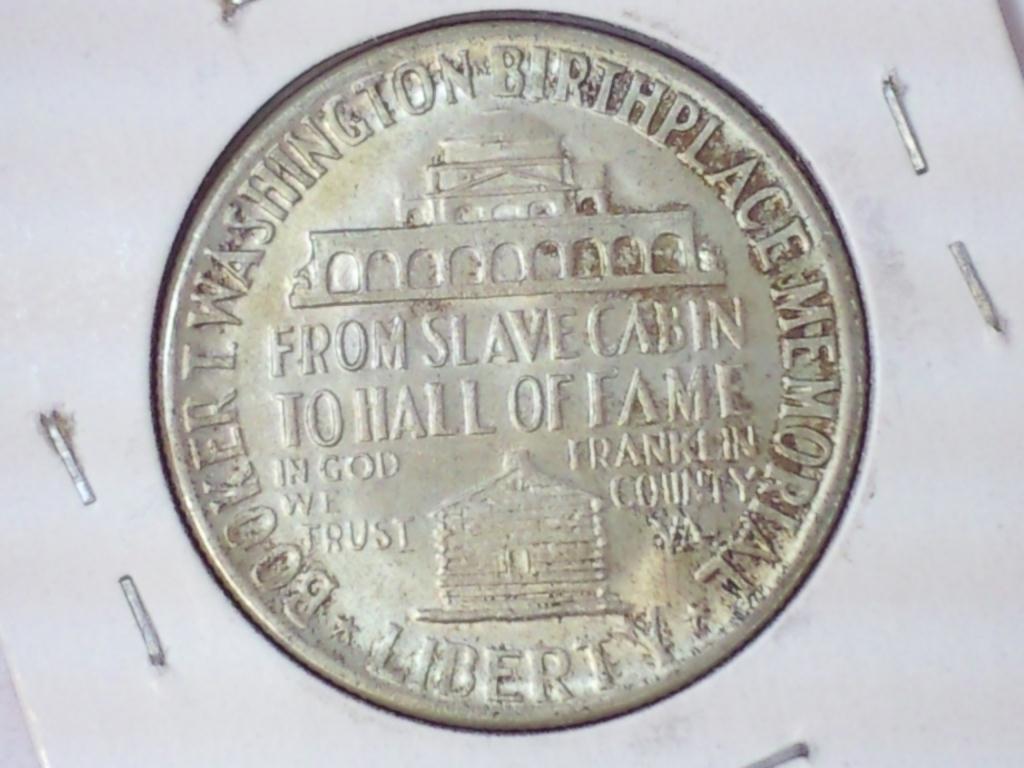 BOOKER T. WASHINGTON BIRTHPLACE MEMORIAL
FROM SLAVE CABIN
TO HALL OF FAME
IN GOD
WE
TRUST
FRANKLIN
COUNTY
VA.
* LIBERTY *